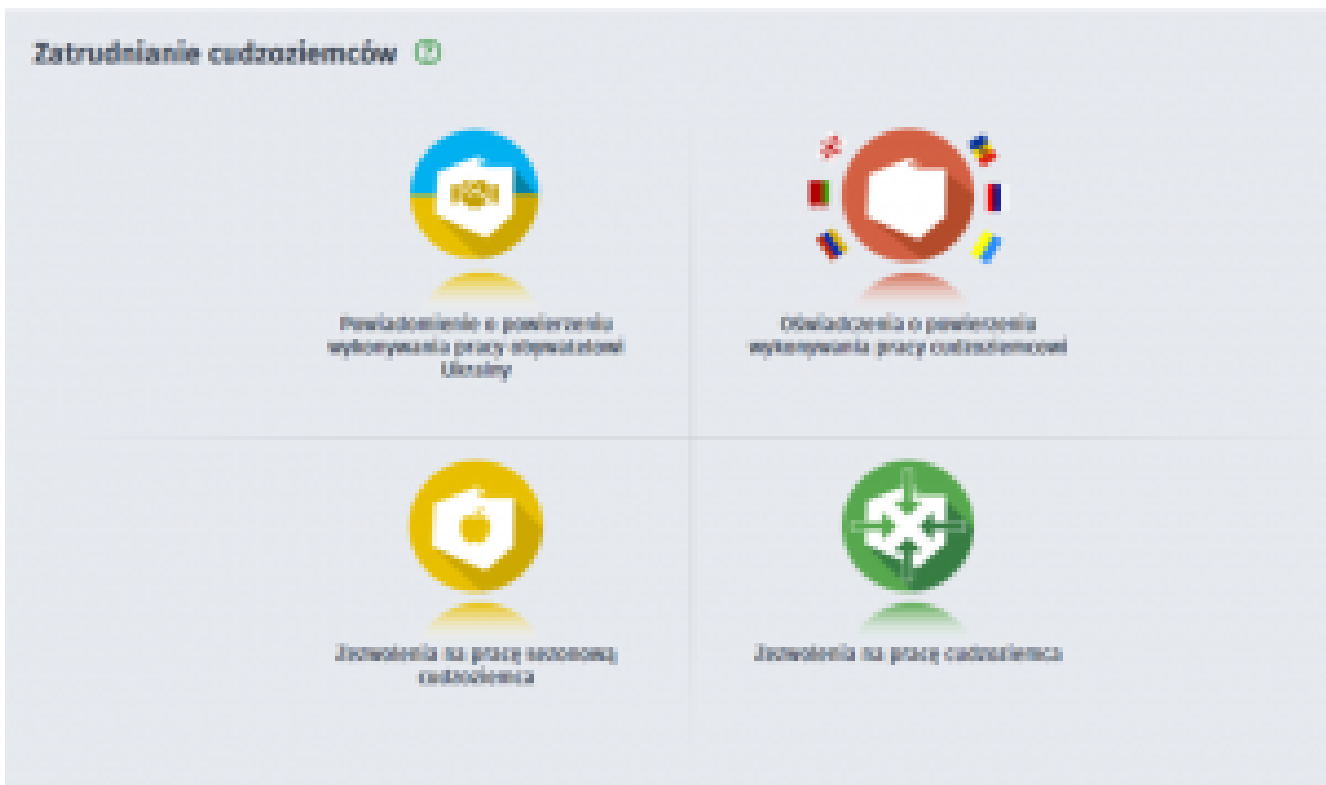 Zatrudnianie cudzoziemców
Powiadomienie o powierzeniu
wykonywania pracy obywatelowi
Ukrainy
Oświadczenia o powierzeniu
wykonywania pracy cudzoziemcowi
Zezwolenia na pracę sezonową
cudzoziemca
Zezwolenia na pracę cudzoziemca